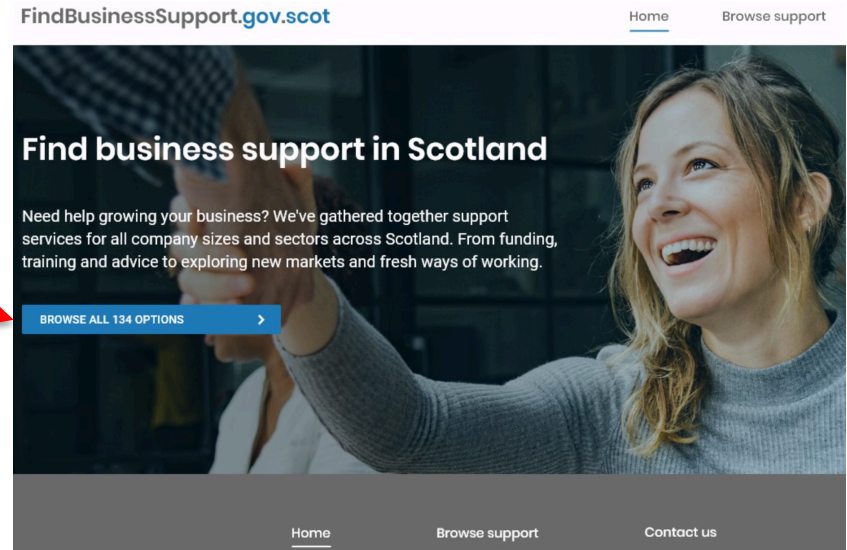 FindBusinessSupport.gov.scot
Home Browse support
Find business support in Scotland
Need help growing your business? We've gathered together support
services for all company sizes and sectors across Scotland. From funding,
training and advice to exploring new markets and fresh ways of working.
BROWSE ALL 134 OPTIONS
Home Browse support Contact us